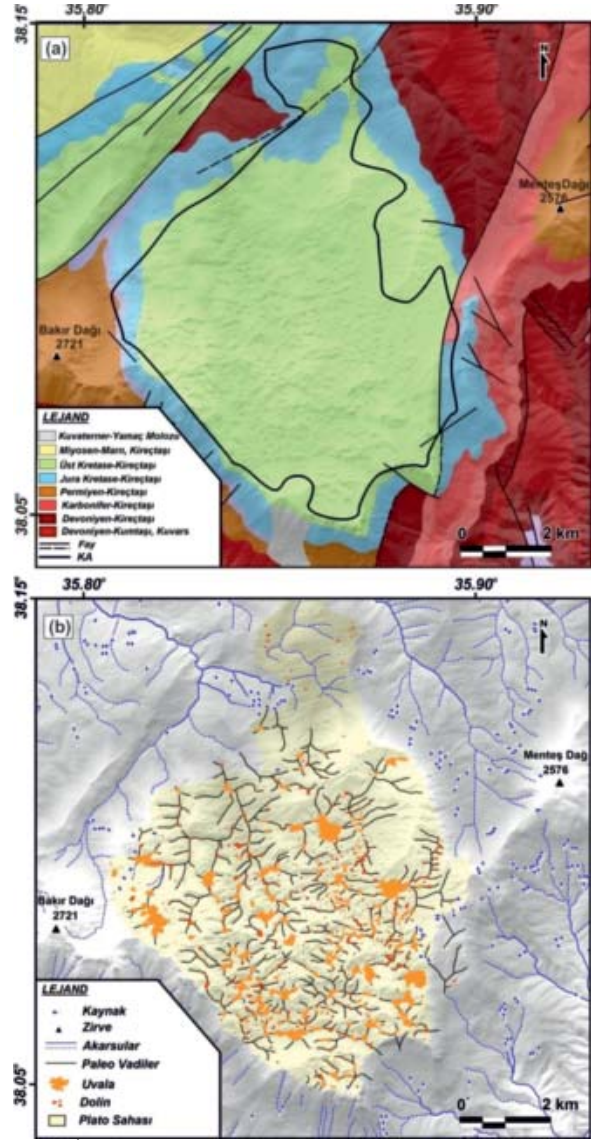 35,80° 35,90°
38.15°
(a)
N
Menteş Dağı
2576
Bakır Dağı
2721
LEJAND
Kuvaterner-Yamaç Molozu
Miyosen-Marn, Kireçtaşı
Üst Kretase-Kireçtaşı
Jura Kretase-Kireçtaşı
Permiyen-Kireçtaşı
Karbonifer-Kireçtaşı
Devoniyen-Kireçtaşı
Devoniyen-Kumtaşı, Kuvars
Fay
KA
38.05°
0 2 km
35.80° 35.90°
38.15°
(b)
N
Menteş Dağ
2576
Bakır Dağı
2721
LEJAND
Kaynak
Zirve
Akarsular
Paleo Vadiler
Uvala
Dolin
Plato Sahası
38.05°
0 2 km